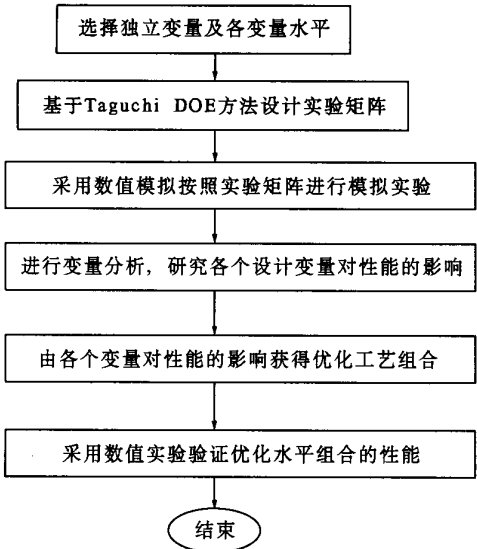 选择独立变量及各变量水平
基于Taguchi DOE方法设计实验矩阵
采用数值模拟按照实验矩阵进行模拟实验
进行变量分析，研究各个设计变量对性能的影响
由各个变量对性能的影响获得优化工艺组合
采用数值实验验证优化水平组合的性能
结束